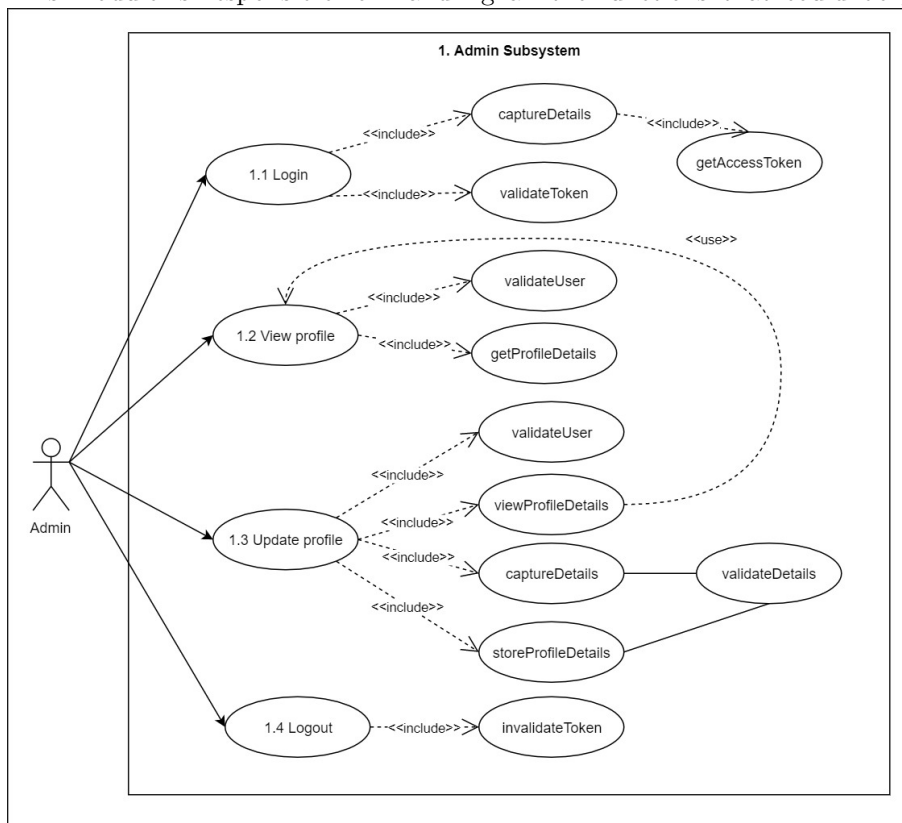 1. Admin Subsystem
captureDetails
<<include>>
<<include>>
getAccessToken
1.1 Login
<<include>>
validateToken
<<use>>
validateUser
<<include>>
1.2 View profile
<<include>>
getProfileDetails
validateUser
<<include>>
viewProfileDetails
Admin
<<include>>
1.3 Update profile
<<include>>
captureDetails
validateDetails
<<include>>
storeProfileDetails
1.4 Logout
<<include>>
invalidateToken